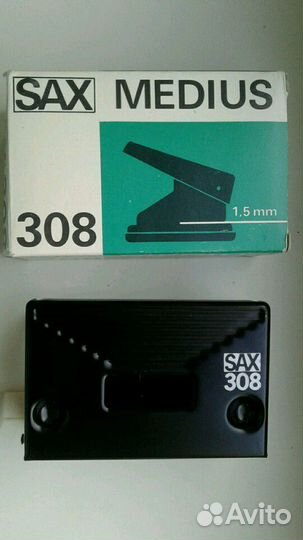 SAX MEDIUS
308
1,5 mm
SAX
308
Avito